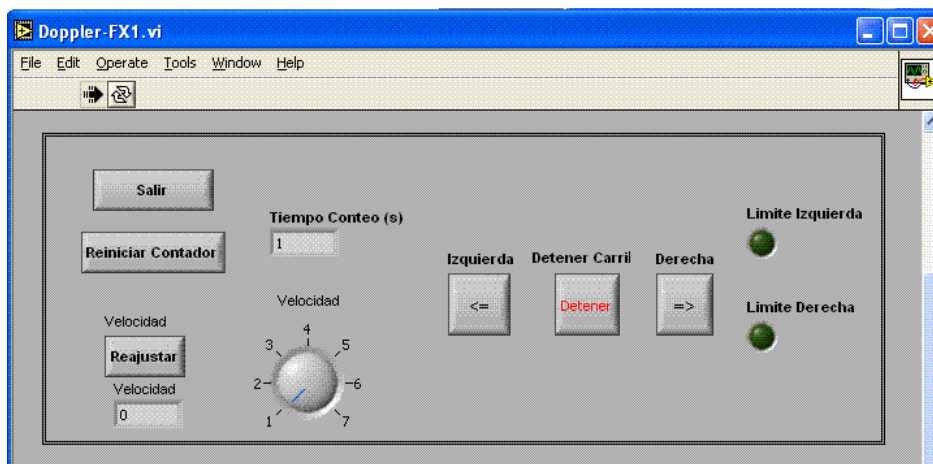 Doppler-FX1.vi
File Edit Operate Tools Window Help
Salir
Tiempo Conteo (s)
1
Reiniciar Contador
Limite Izquierda
Izquierda Detener Carril Derecha
<= Detener =>
Velocidad
Reajustar
Velocidad
0
Velocidad
1 2 3 4 5 6 7
Limite Derecha